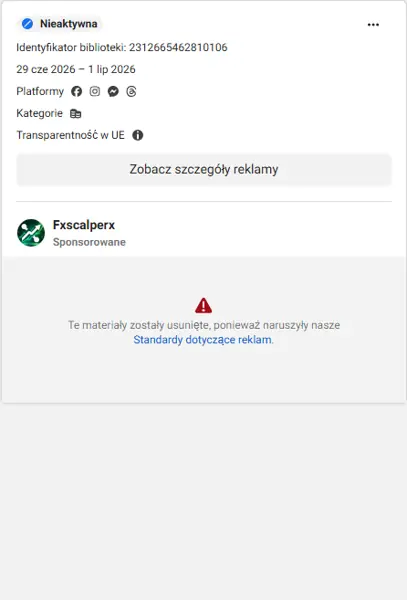 Nieaktywna
Identyfikator biblioteki: 2312665462810106
29 cze 2026 – 1 lip 2026
Platformy
Kategorie
Transparentność w UE
Zobacz szczegóły reklamy
Fxscalperx
Sponsorowane
Te materiały zostały usunięte, ponieważ naruszyły nasze
Standardy dotyczące reklam.